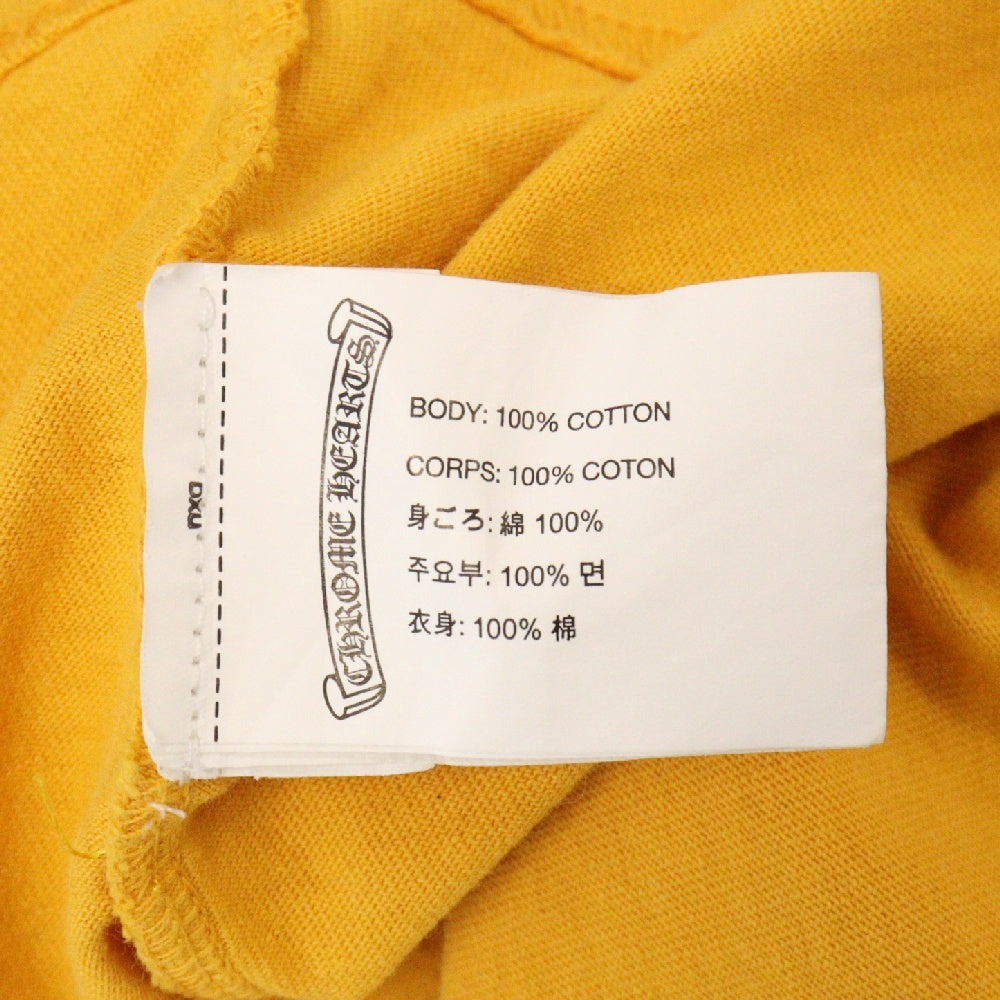 CHROME HEARTS
BODY: 100% COTTON
CORPS: 100% COTON
身ごろ: 綿 100%
주요부: 100% 면
衣身: 100% 棉